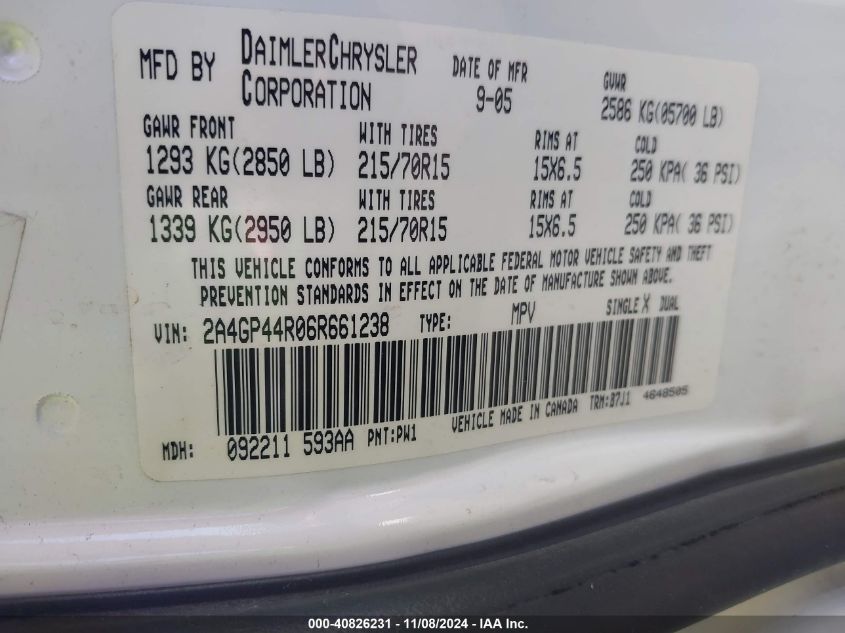 MFD BY DAIMLERCHRYSLER CORPORATION DATE OF MFR 9-05 GVWR 2586 KG(05700 LB)
GAWR FRONT WITH TIRES RIMS AT COLD
1293 KG(2850 LB) 215/70R15 15X6.5 250 KPA( 36 PSI)
GAWR REAR WITH TIRES RIMS AT COLD
1339 KG(2950 LB) 215/70R15 15X6.5 250 KPA( 36 PSI)
THIS VEHICLE CONFORMS TO ALL APPLICABLE FEDERAL MOTOR VEHICLE SAFETY AND THEFT
PREVENTION STANDARDS IN EFFECT ON THE DATE OF MANUFACTURE SHOWN ABOVE.
VIN: 2A4GP44R06R661238 TYPE: MPV SINGLE X DUAL
MDH: 092211 593AA PNT:PW1 VEHICLE MADE IN CANADA TRM:B7J1 4648505
000-40826231 - 11/08/2024 - IAA Inc.